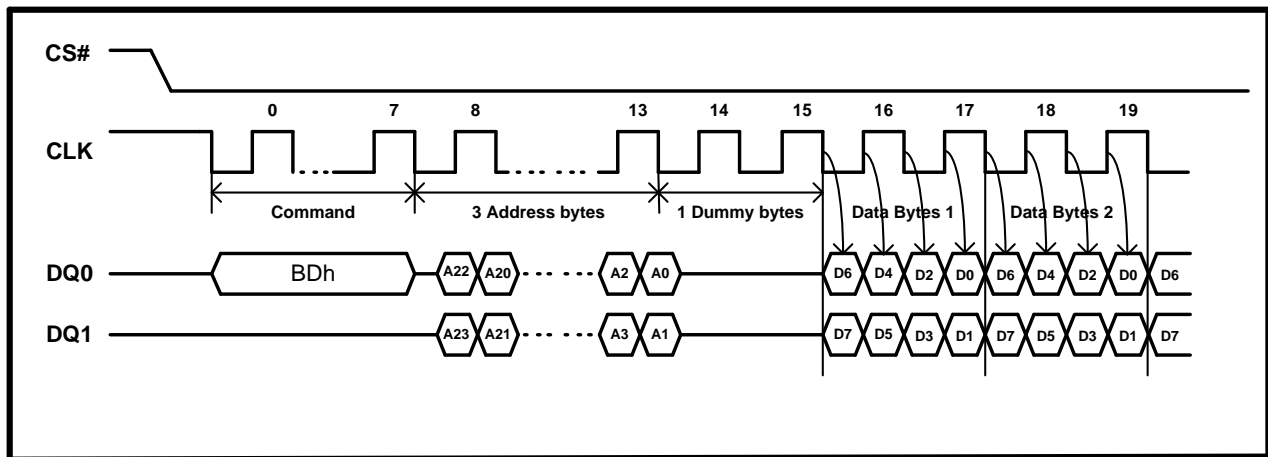 CS#
0 7 8 13 14 15 16 17 18 19
CLK
Command 3 Address bytes 1 Dummy bytes Data Bytes 1 Data Bytes 2
DQ0 BDh A22 A20 A2 A0 D6 D4 D2 D0 D6 D4 D2 D0 D6
DQ1 A23 A21 A3 A1 D7 D5 D3 D1 D7 D5 D3 D1 D7